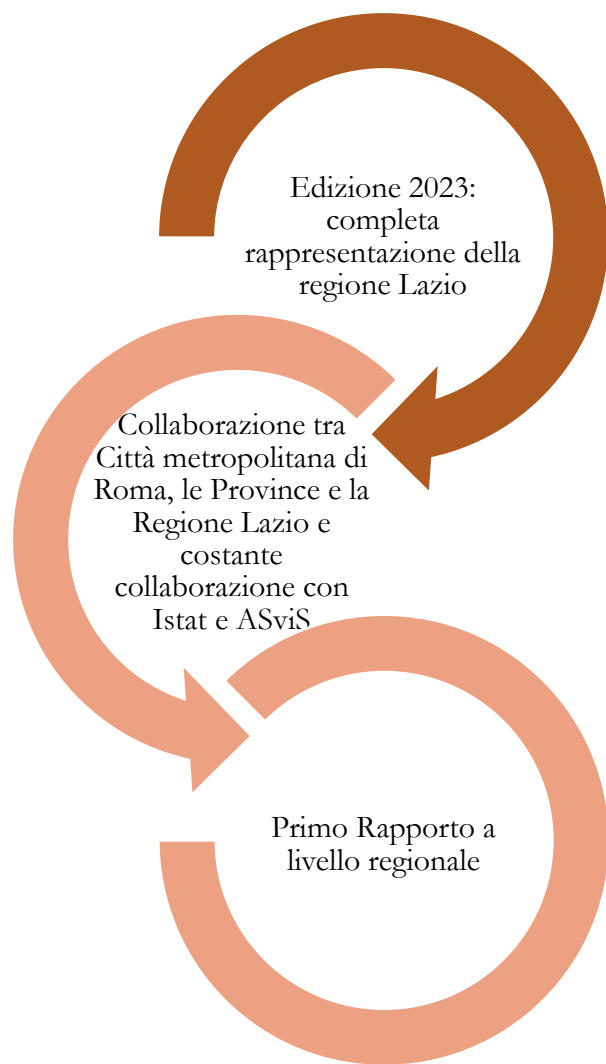 Edizione 2023:
completa
rappresentazione della
regione Lazio
Collaborazione tra
Città metropolitana di
Roma, le Province e la
Regione Lazio e
costante
collaborazione con
Istat e ASviS
Primo Rapporto a
livello regionale